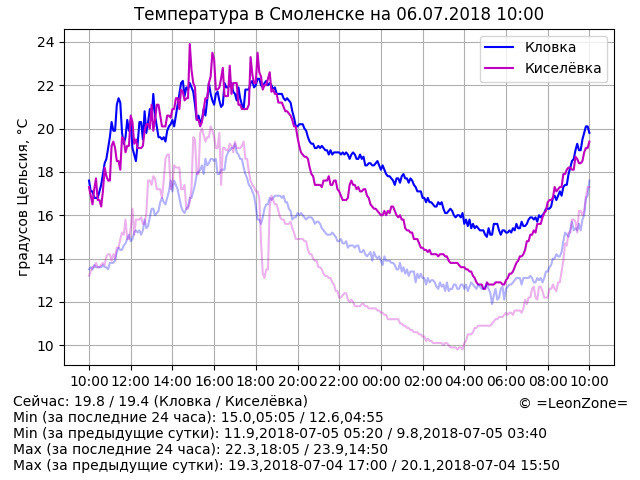 Температура в Смоленске на 06.07.2018 10:00
Кловка
Киселёвка
градусов Цельсия, °C
24
22
20
18
16
14
12
10
10:00 12:00 14:00 16:00 18:00 20:00 22:00 00:00 02:00 04:00 06:00 08:00 10:00
Сейчас: 19.8 / 19.4 (Кловка / Киселёвка)
© =LeonZone=
Min (за последние 24 часа): 15.0,05:05 / 12.6,04:55
Min (за предыдущие сутки): 11.9,2018-07-05 05:20 / 9.8,2018-07-05 03:40
Max (за последние 24 часа): 22.3,18:05 / 23.9,14:50
Max (за предыдущие сутки): 19.3,2018-07-04 17:00 / 20.1,2018-07-04 15:50